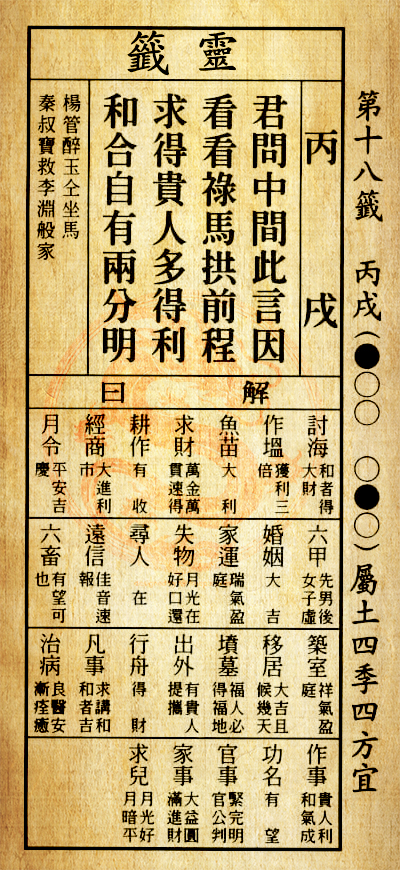 第十八籤 丙戌(●○○ ○●○)屬土四季四方宜
靈籤
丙戌
君問中間此言因
看看祿馬拱前程
求得貴人多得利
和合自有兩分明
楊管醉玉仝坐馬
秦叔寶救李淵般家
解曰
討海 和者得大財
作塭 獲利三倍
魚苗 大利
求財 萬金萬貫速得
耕作 有收
經商 大進利市
月令 平安吉慶
六甲 先男後女子虛
婚姻 大吉
家運 瑞氣盈庭
失物 月光在好口還
尋人 在
遠信 佳音速報
六畜 有望可也
築室 祥氣盈庭
移居 大吉且候幾天
墳墓 福人必得福地
出外 有貴人提攜
行舟 得財
凡事 求講和和者吉
治病 良醫安漸痊癒
作事 貴人利和氣成
功名 有望
官事 緊完明官公判
家事 大益圓滿進財
求兒 月光好月暗平